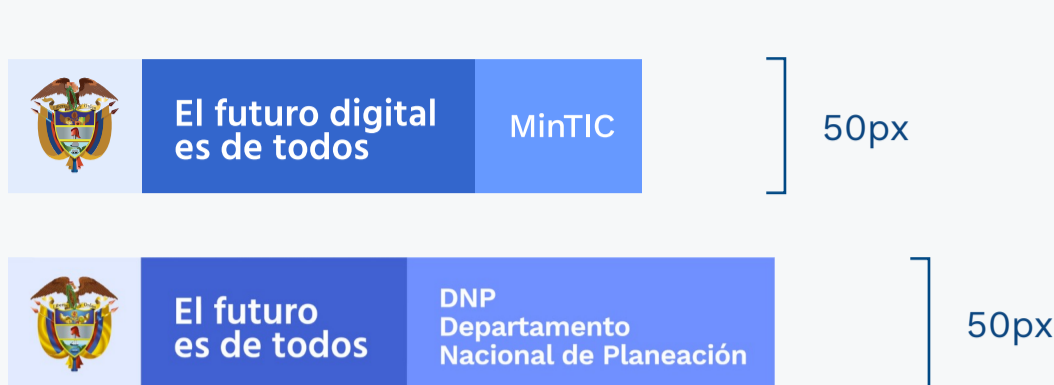 El futuro digital
es de todos
MinTIC
50px
El futuro
es de todos
DNP
Departamento
Nacional de Planeación
50px